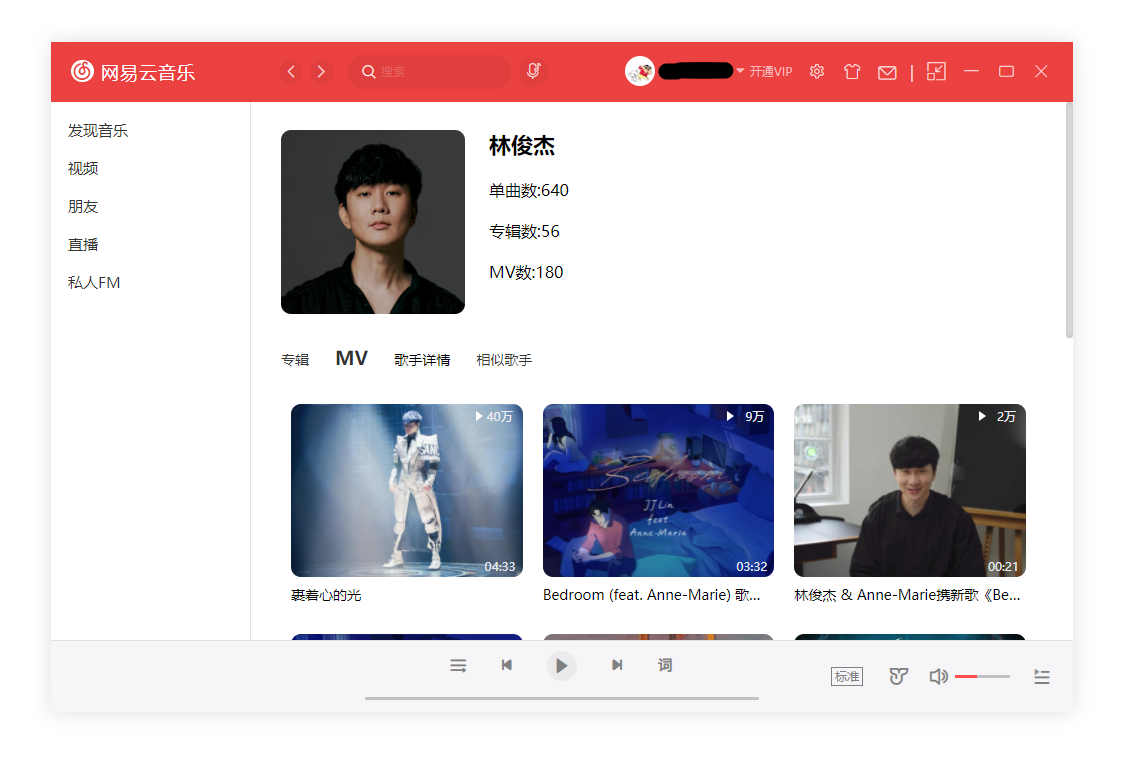 网易云音乐
搜索
开通VIP
发现音乐
视频
朋友
直播
私人FM
林俊杰
单曲数:640
专辑数:56
MV数:180
专辑 MV 歌手详情 相似歌手
40万
9万
2万
Bedroom
JJ Lin
feat.
Anne-Marie
04:33
03:32
00:21
裹着心的光
Bedroom (feat. Anne-Marie) 歌...
林俊杰 & Anne-Marie携新歌《Be...
词
标准